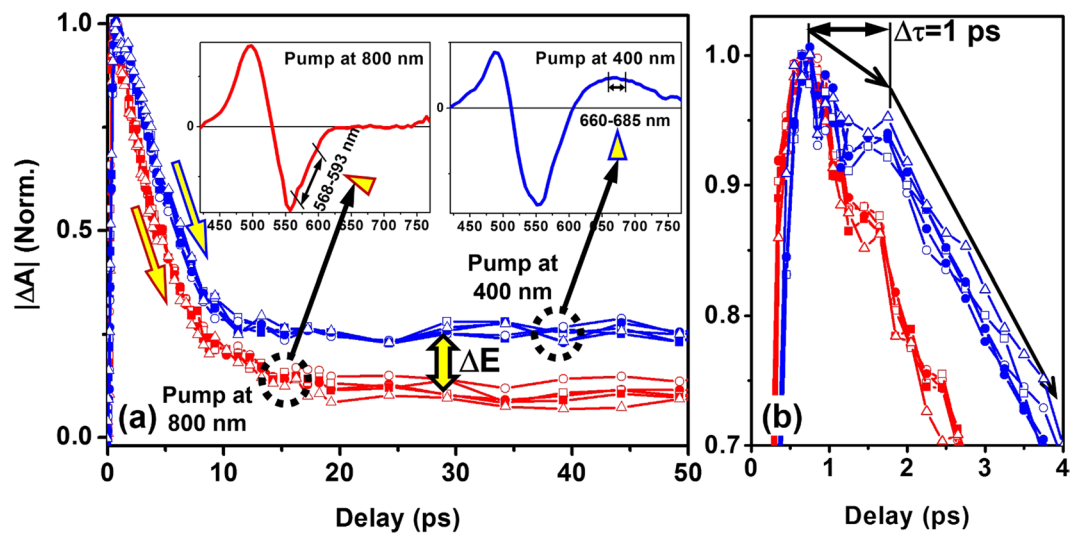 |ΔA| (Norm.)
1.0
0.5
0.0
0
10
20
30
40
50
Delay (ps)
(a)
Pump at 800 nm
0
568-593 nm
450 500 550 600 650 700 750
Pump at 400 nm
0
660-685 nm
450 500 550 600 650 700 750
Pump at
400 nm
ΔE
Pump at
800 nm
Δτ=1 ps
1.0
0.9
0.8
0.7
0
1
2
3
4
Delay (ps)
(b)